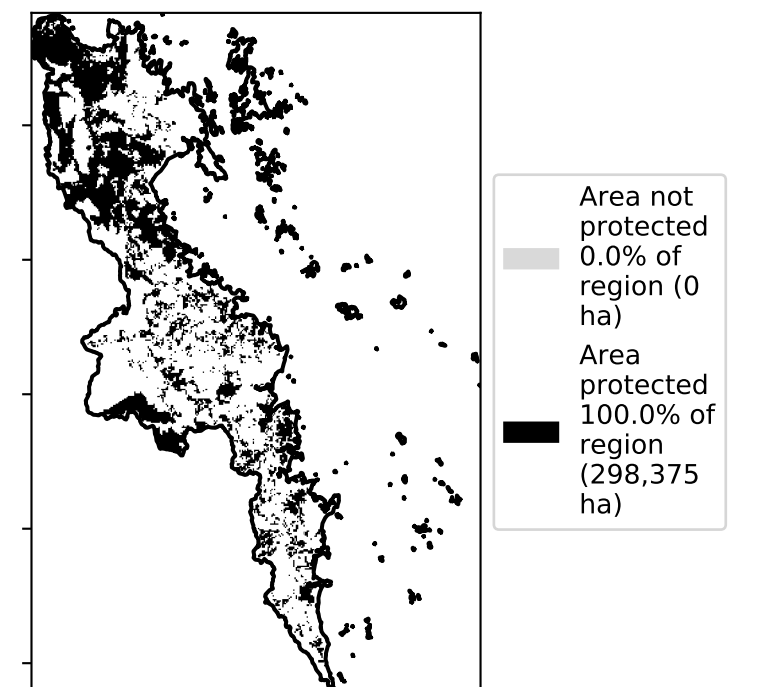 Area not
protected
0.0% of
region (0
ha)
Area
protected
100.0% of
region
(298,375
ha)